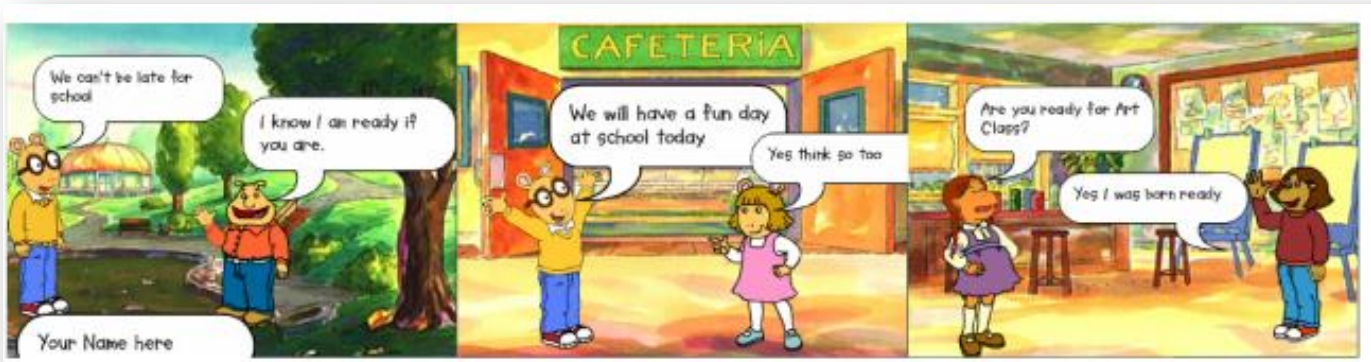 We can't be late for
school
I know I am ready if
you are.
Your Name here
CAFETERIA
We will have a fun day
at school today
Yes think so too
Are you ready for Art
Class?
Yes I was born ready